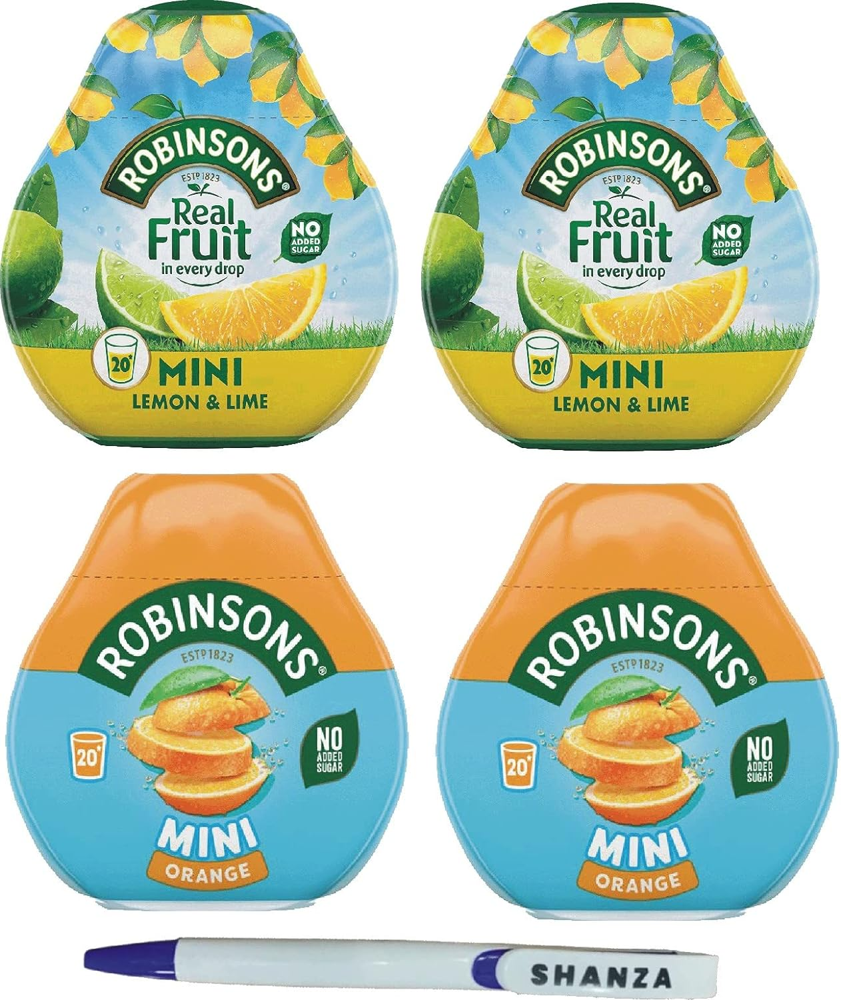 ROBINSONS®
ESTD 1823
Real
Fruit
in every drop
NO
ADDED
SUGAR
20*
MINI
LEMON & LIME
ROBINSONS®
ESTD 1823
Real
Fruit
in every drop
NO
ADDED
SUGAR
20*
MINI
LEMON & LIME
ROBINSONS®
ESTD 1823
20*
NO
ADDED
SUGAR
MINI
ORANGE
ROBINSONS®
ESTD 1823
20*
NO
ADDED
SUGAR
MINI
ORANGE
SHANZA